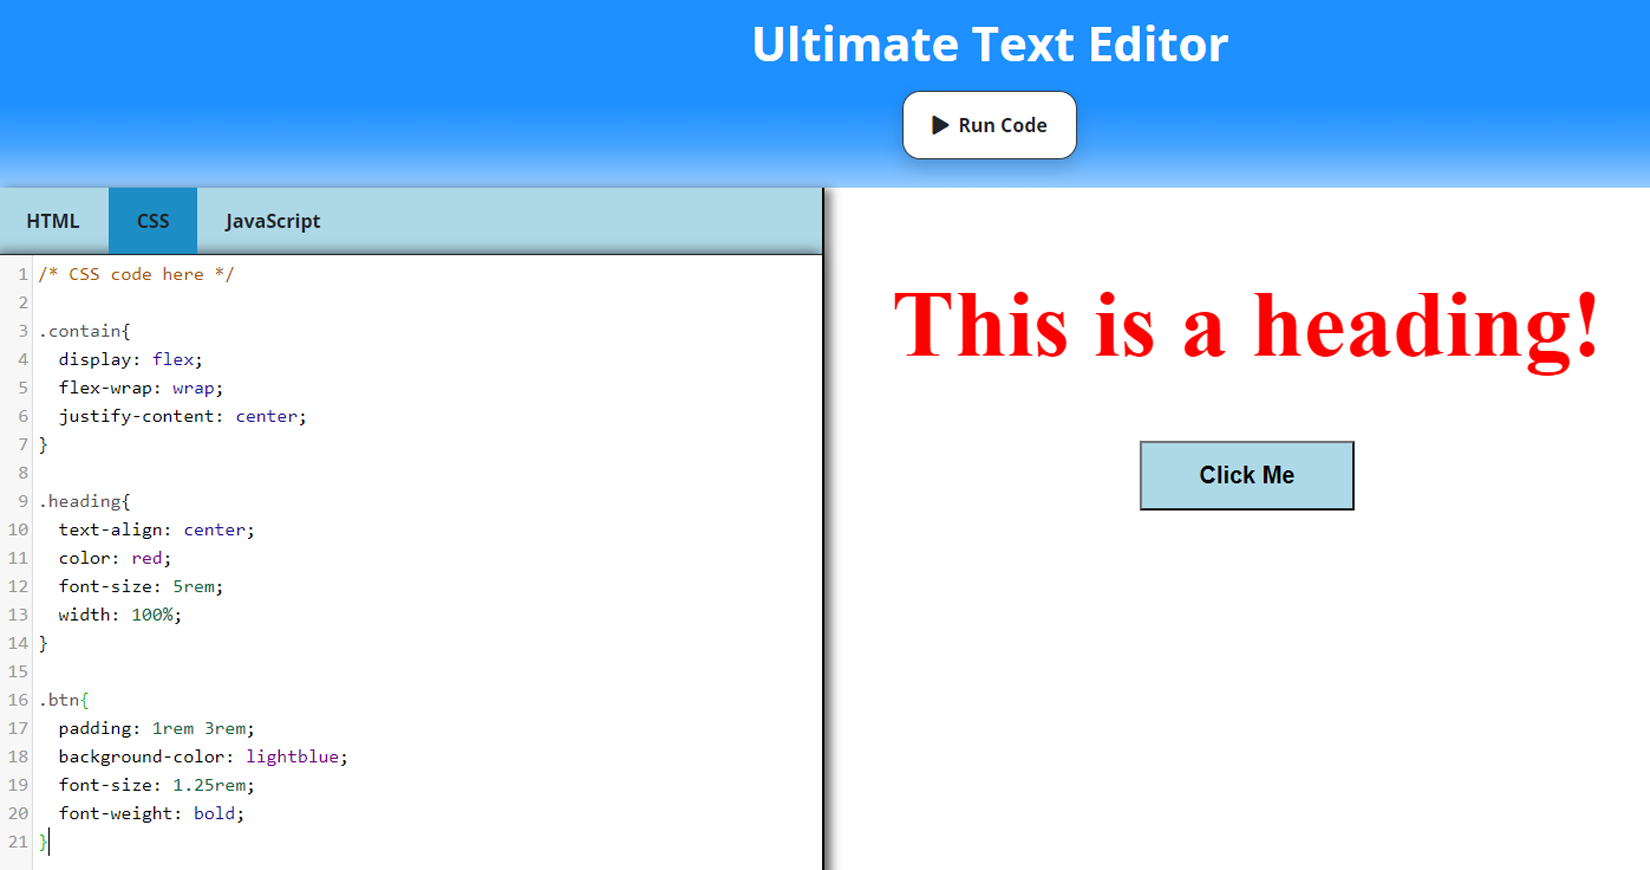 Ultimate Text Editor
▶ Run Code
HTML CSS JavaScript
1 /* CSS code here */
2
3 .contain{
4   display: flex;
5   flex-wrap: wrap;
6   justify-content: center;
7 }
8
9 .heading{
10   text-align: center;
11   color: red;
12   font-size: 5rem;
13   width: 100%;
14 }
15
16 .btn{
17   padding: 1rem 3rem;
18   background-color: lightblue;
19   font-size: 1.25rem;
20   font-weight: bold;
21 }
This is a heading!
Click Me